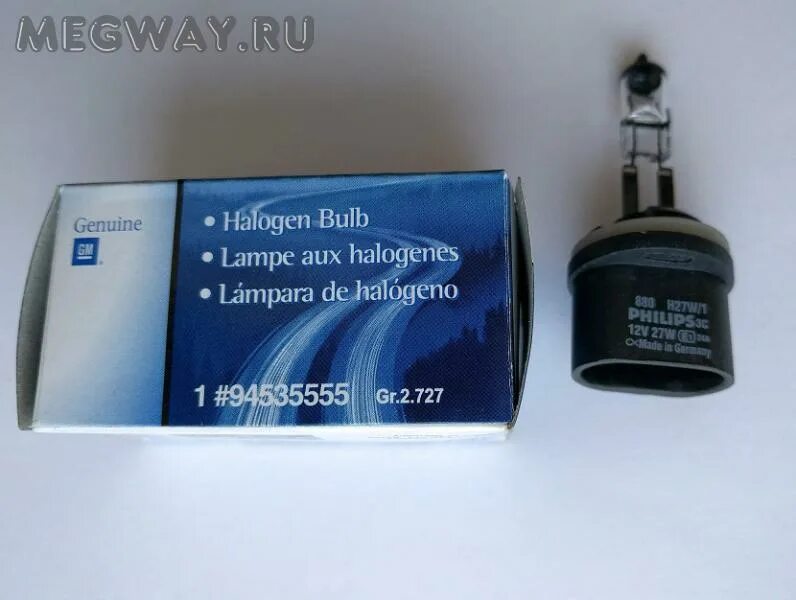 MEGWAY.RU
Genuine
GM
• Halogen Bulb
• Lampe aux halogenes
• Lámpara de halógeno
1 #94535555 Gr.2.727
880 H27W/1
PHILIPS 3C
12V 27W
Made in Germany